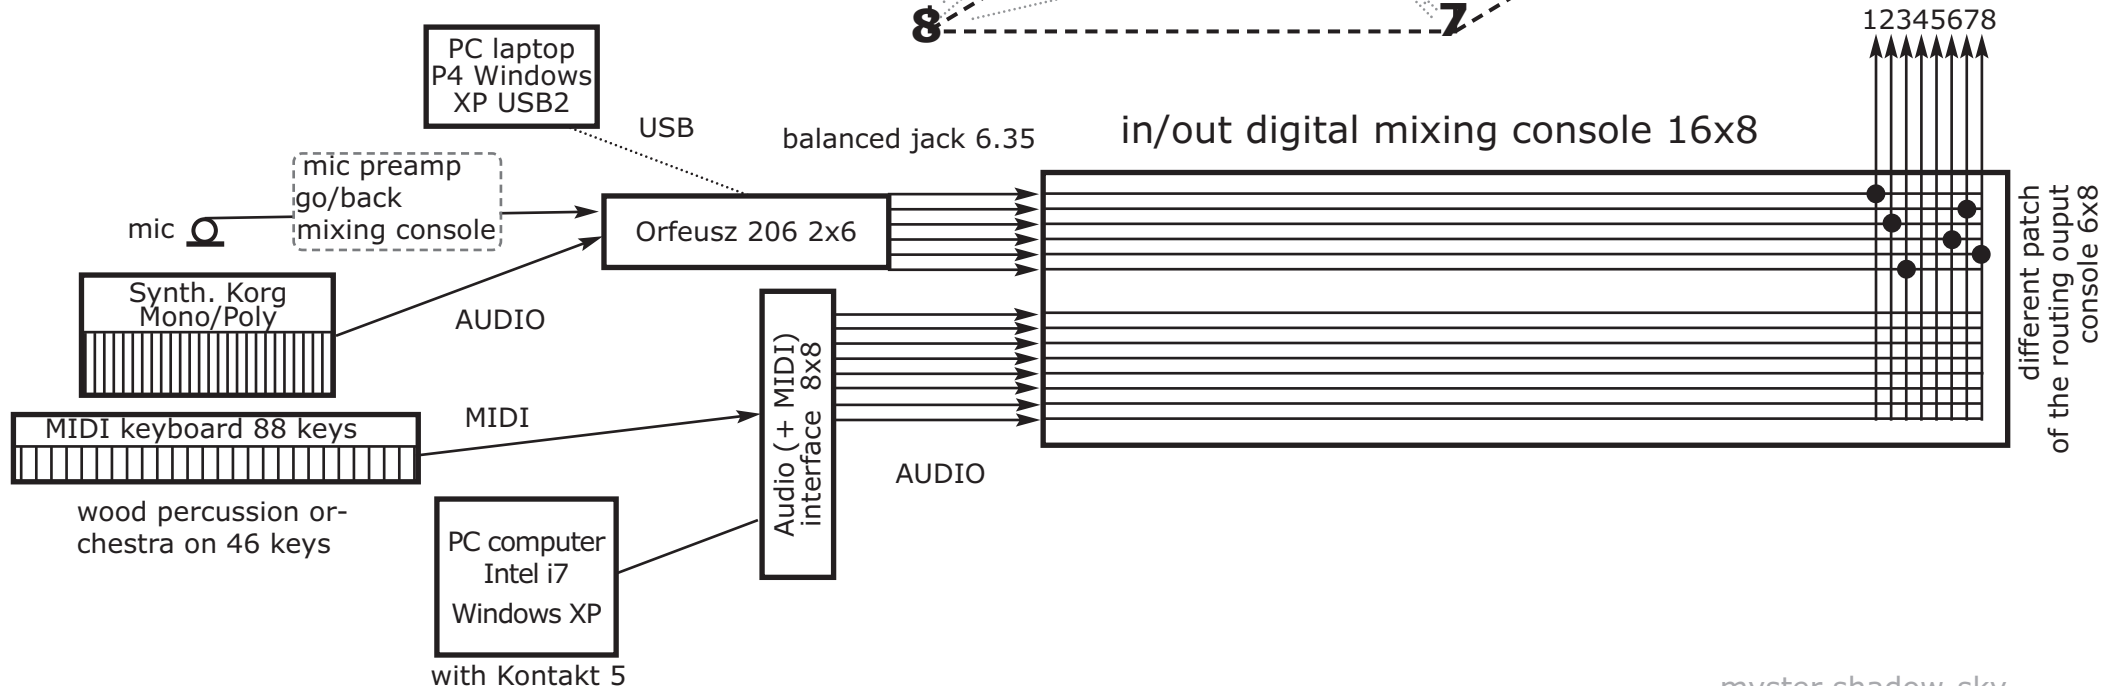 8
7
12345678
PC laptop
P4 Windows
XP USB2
USB
balanced jack 6.35
in/out digital mixing console 16x8
mic preamp
go/back
mixing console
mic
Orfeusz 206 2x6
Synth. Korg
Mono/Poly
AUDIO
MIDI keyboard 88 keys
MIDI
wood percussion or-
chestra on 46 keys
Audio (+ MIDI)
interface 8x8
AUDIO
PC computer
Intel i7
Windows XP
with Kontakt 5
different patch
of the routing ouput
console 6x8
myster shadow-sky